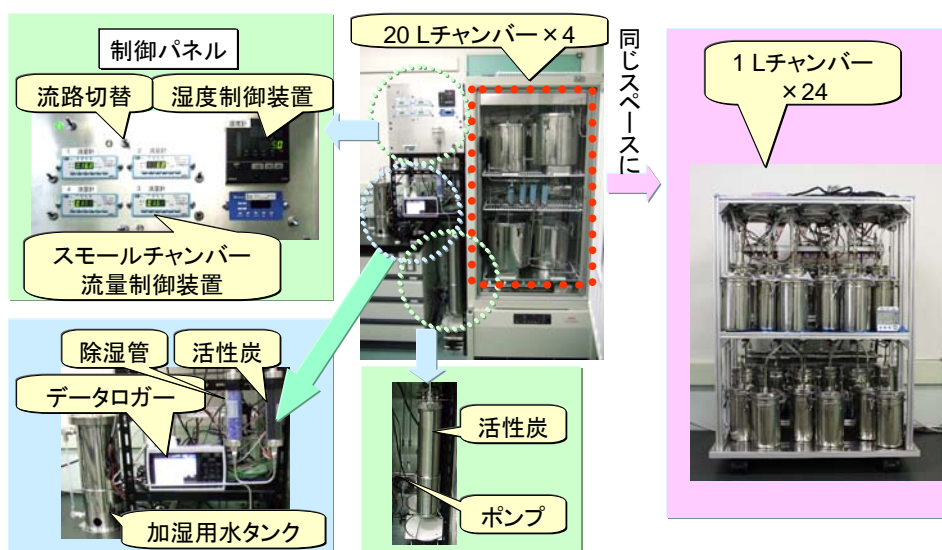 制御パネル
流路切替
湿度制御装置
スモールチャンバー
流量制御装置
20 Lチャンバー×4
同じスペースに
1 Lチャンバー
×24
除湿管
活性炭
データロガー
加湿用水タンク
活性炭
ポンプ